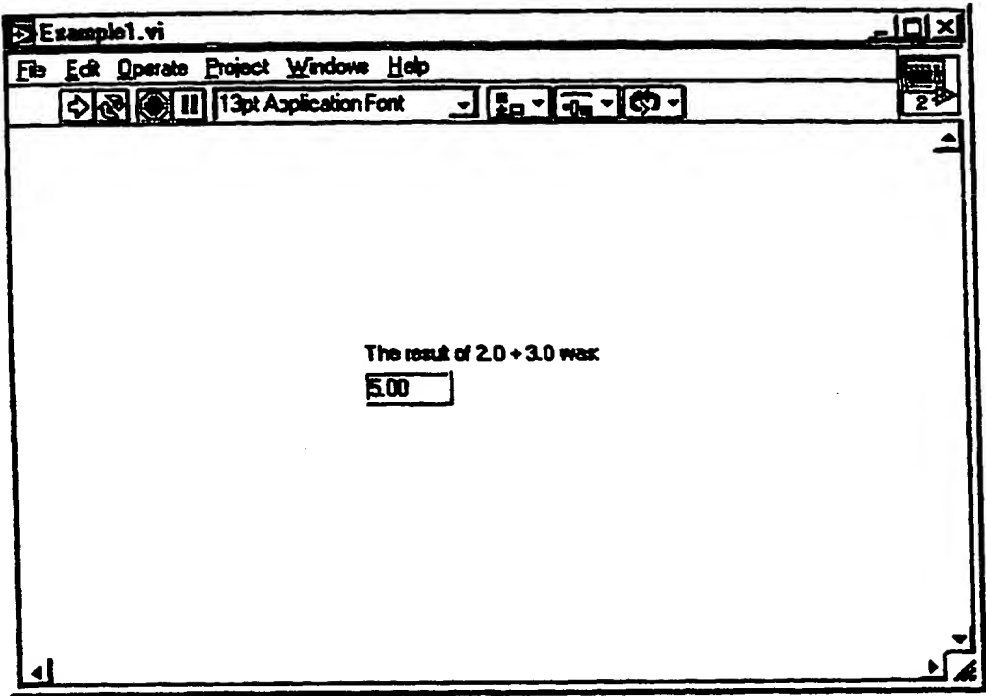 Example1.vi
File Edit Operate Project Windows Help
13pt Application Font
2
The result of 2.0 + 3.0 was:
5.00